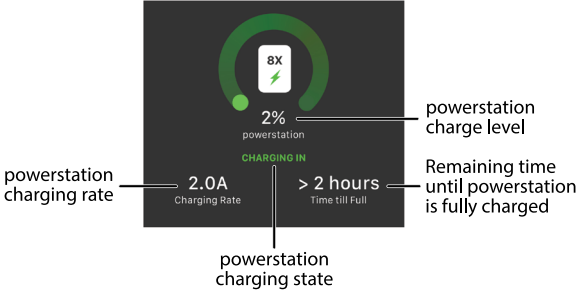 8X
2%
powerstation
powerstation
charge level
CHARGING IN
powerstation
charging rate
2.0A
Charging Rate
> 2 hours
Time till Full
Remaining time
until powerstation
is fully charged
powerstation
charging state